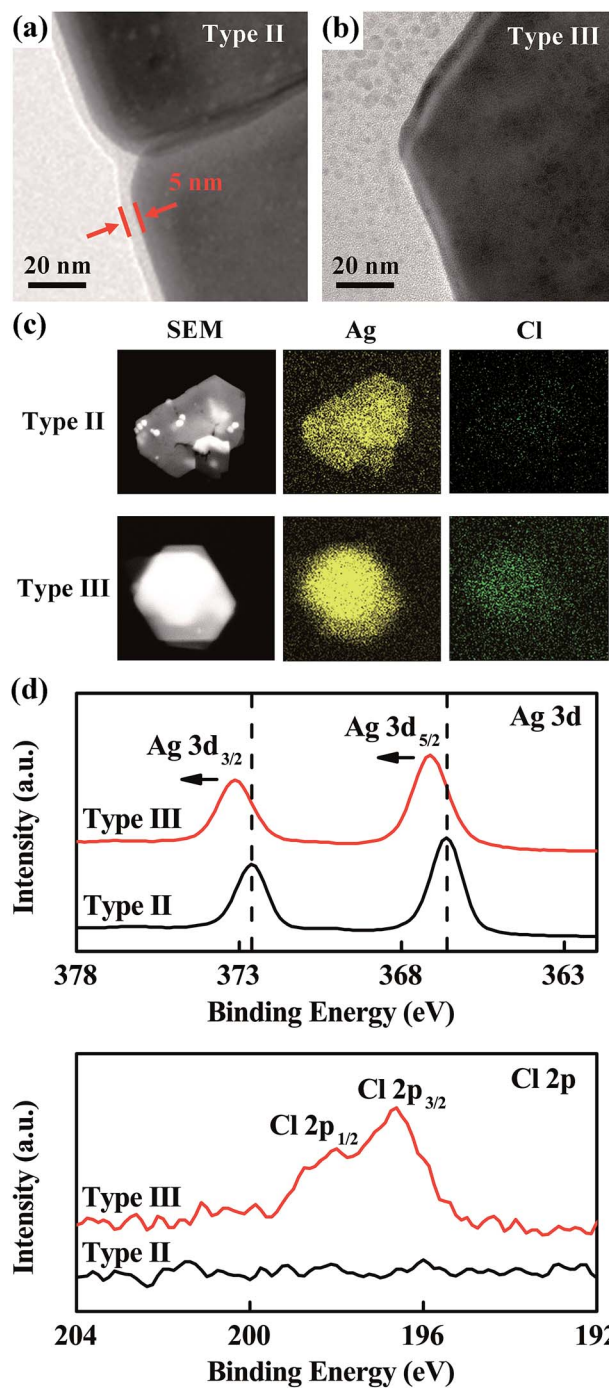 (a) Type II
5 nm
20 nm
(b) Type III
20 nm
(c) SEM Ag Cl
Type II
Type III
(d)
Ag 3d
Ag 3d3/2
Ag 3d5/2
Type III
Type II
Intensity (a.u.)
378 373 368 363
Binding Energy (eV)
Cl 2p
Cl 2p3/2
Cl 2p1/2
Type III
Type II
Intensity (a.u.)
204 200 196 192
Binding Energy (eV)